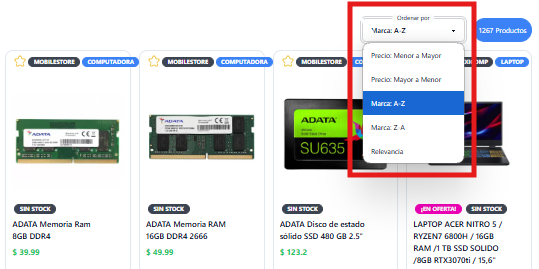 Ordenar por
Marca: A-Z
1267 Productos
Precio: Menor a Mayor
Precio: Mayor a Menor
Marca: A-Z
Marca: Z-A
Relevancia
MOBILESTORE COMPUTADORA
MOBILESTORE COMPUTADORA
MOBILESTORE
LAPTOP
ADATA
ADATA
ADATA
SU635
SIN STOCK
ADATA Memoria Ram
8GB DDR4
$ 39.99
SIN STOCK
ADATA Memoria RAM
16GB DDR4 2666
$ 49.99
SIN STOCK
ADATA Disco de estado
sólido SSD 480 GB 2.5"
$ 123.2
¡EN OFERTA! SIN STOCK
LAPTOP ACER NITRO 5 /
RYZEN7 6800H / 16GB
RAM /1 TB SSD SOLIDO
/8GB RTX3070ti / 15,6"